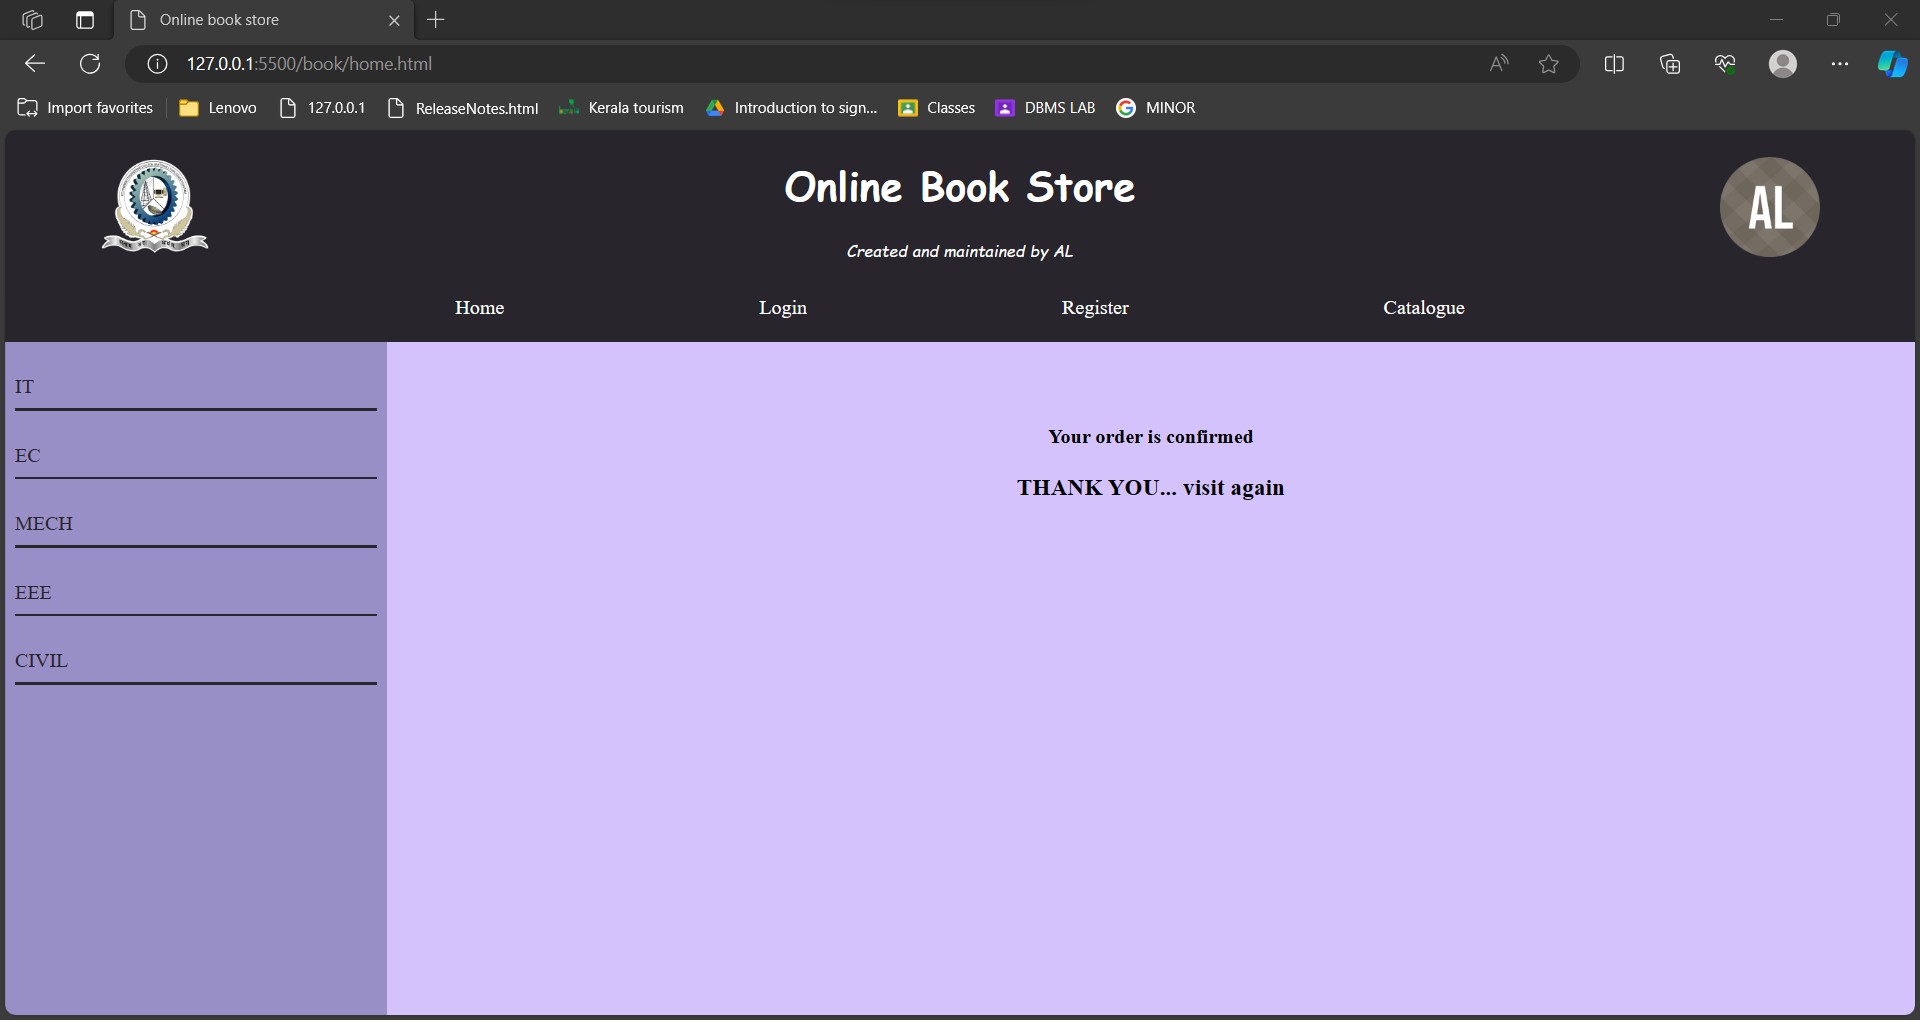 Online book store
127.0.0.1:5500/book/home.html
Import favorites
Lenovo
127.0.0.1
ReleaseNotes.html
Kerala tourism
Introduction to sign...
Classes
DBMS LAB
MINOR
Online Book Store
AL
Created and maintained by AL
Home
Login
Register
Catalogue
IT
EC
MECH
EEE
CIVIL
Your order is confirmed
THANK YOU... visit again